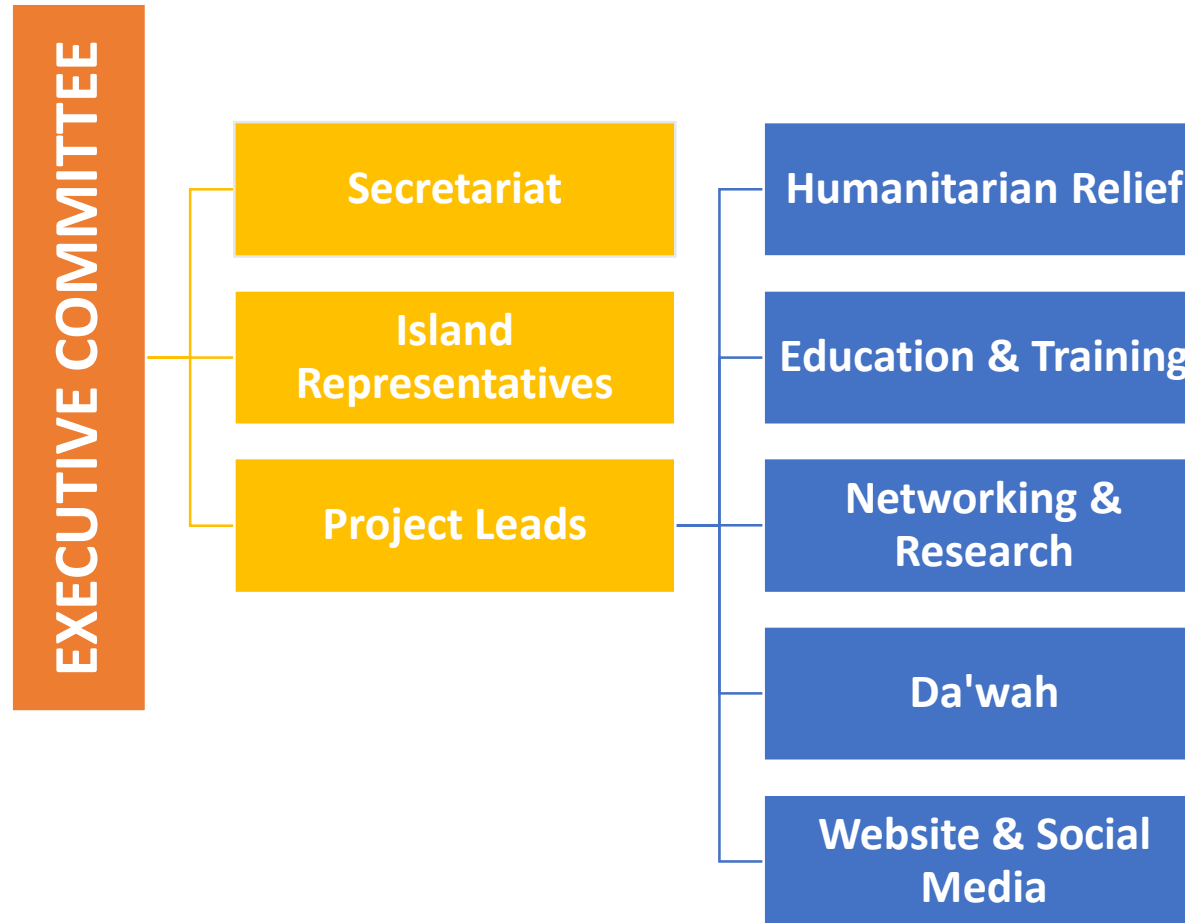 EXECUTIVE COMMITTEE
Secretariat
Island
Representatives
Project Leads
Humanitarian Relief
Education & Training
Networking &
Research
Da'wah
Website & Social
Media